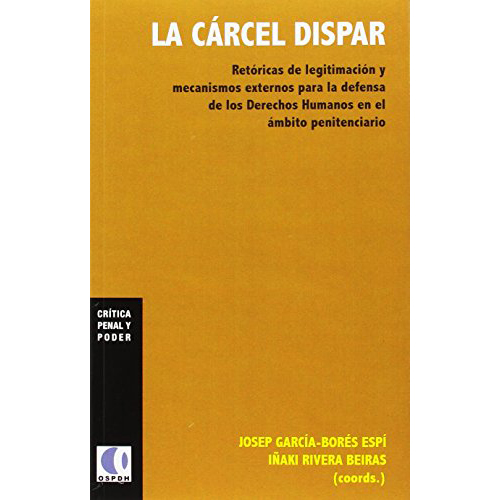 LA CÁRCEL DISPAR
Retóricas de legitimación y
mecanismos externos para la defensa
de los Derechos Humanos en el
ámbito penitenciario
CRÍTICA
PENAL Y
PODER
JOSEP GARCÍA-BORÉS ESPÍ
IÑAKI RIVERA BEIRAS
(coords.)
OSPDH